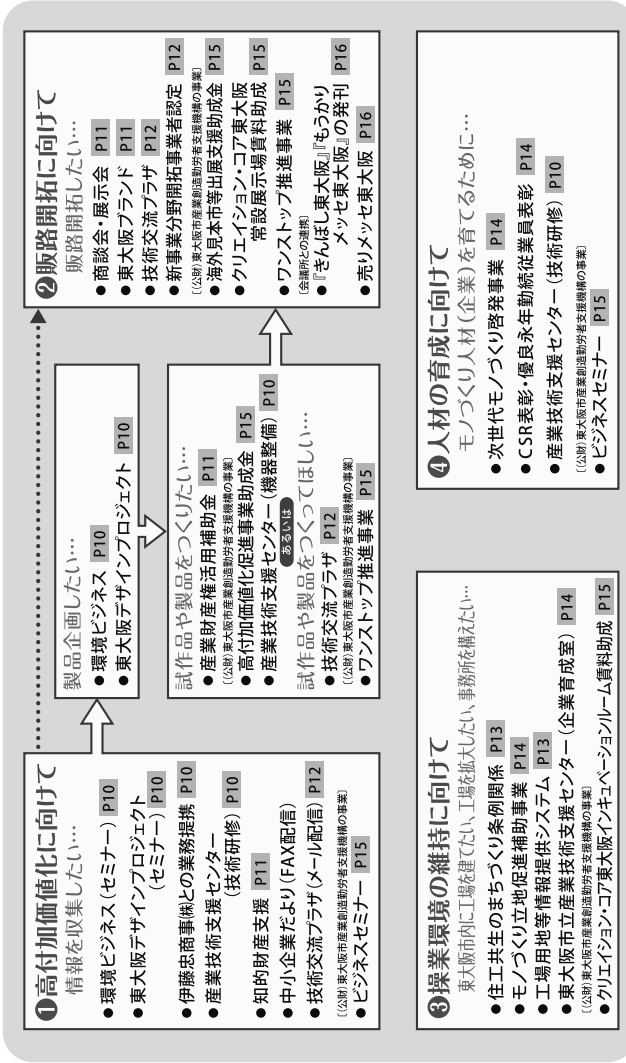 ❶高付加価値化に向けて
情報を収集したい…
●環境ビジネス(セミナー) P10
●東大阪デザインプロジェクト
(セミナー) P10
●伊藤忠商事㈱との業務提携 P10
●産業技術支援センター
(技術研修) P10
●知的財産支援 P11
●中小企業だより(FAX配信)
●技術交流プラザ(メール配信) P12
〔(公財)東大阪市産業創造勤労者支援機構の事業〕
●ビジネスセミナー P15
製品企画したい…
●環境ビジネス P10
●東大阪デザインプロジェクト P10
試作品や製品をつくりたい…
●産業財産権活用補助金 P11
〔(公財)東大阪市産業創造勤労者支援機構の事業〕
●高付加価値化促進事業助成金 P15
●産業技術支援センター(機器整備) P10
あるいは
試作品や製品をつくってほしい…
●技術交流プラザ P12
〔(公財)東大阪市産業創造勤労者支援機構の事業〕
●ワンストップ推進事業 P15
❷販路開拓に向けて
販路開拓したい…
●商談会・展示会 P11
●東大阪ブランド P11
●技術交流プラザ P12
●新事業分野開拓事業者認定 P12
〔(公財)東大阪市産業創造勤労者支援機構の事業〕
●海外見本市等出展支援助成金 P15
●クリエイション・コア東大阪
常設展示場賃料助成 P15
●ワンストップ推進事業 P15
〔会議所との連携〕
●『きんぼし東大阪』『もうかり
メッセ東大阪』の発刊 P16
●売りメッセ東大阪 P16
❸操業環境の維持に向けて
東大阪市内に工場を建てたい、工場を拡大したい、事務所を構えたい…
●住工共生のまちづくり条例関係 P13
●モノづくり立地促進補助事業 P14
●工場用地等情報提供システム P13
●東大阪市立産業技術支援センター(企業育成室) P14
〔(公財)東大阪市産業創造勤労者支援機構の事業〕
●クリエイション・コア東大阪インキュベーションルーム賃料助成 P15
❹人材の育成に向けて
モノづくり人材(企業)を育てるために…
●次世代モノづくり啓発事業 P14
●CSR表彰・優良永年勤続従業員表彰 P14
●産業技術支援センター(技術研修) P10
〔(公財)東大阪市産業創造勤労者支援機構の事業〕
●ビジネスセミナー P15